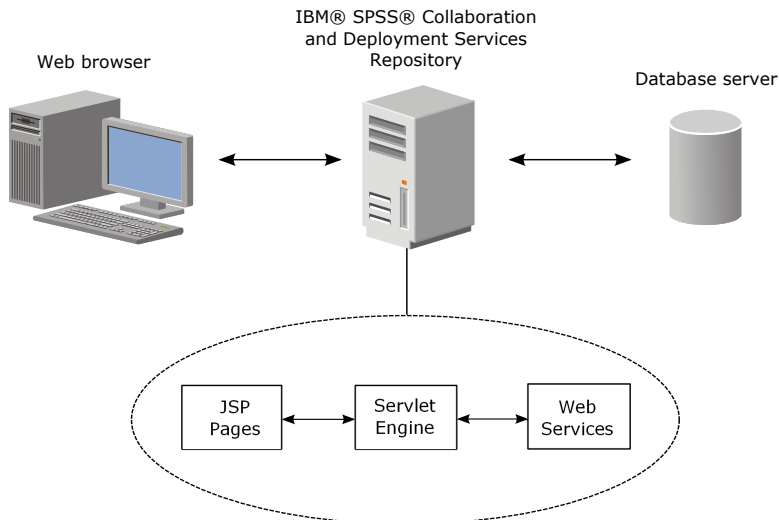 IBM® SPSS® Collaboration
and Deployment Services
Repository
Web browser
Database server
JSP
Pages
Servlet
Engine
Web
Services